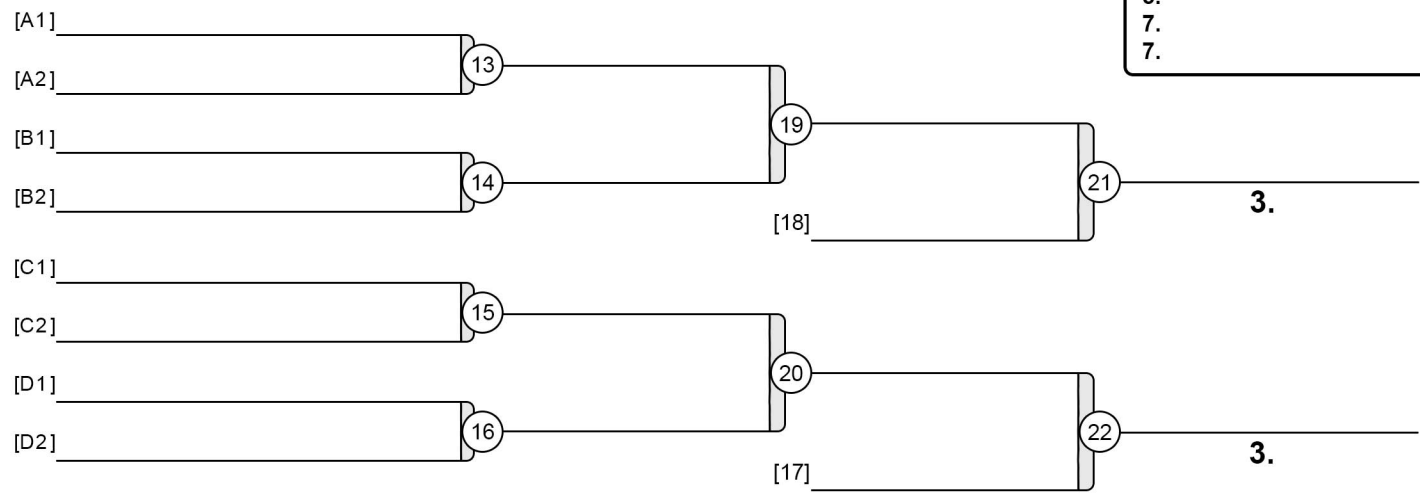 [A1]
[A2]
13
[B1]
[B2]
14
19
[18]
21
3.
[C1]
[C2]
15
[D1]
[D2]
16
20
[17]
22
3.
7.
7.